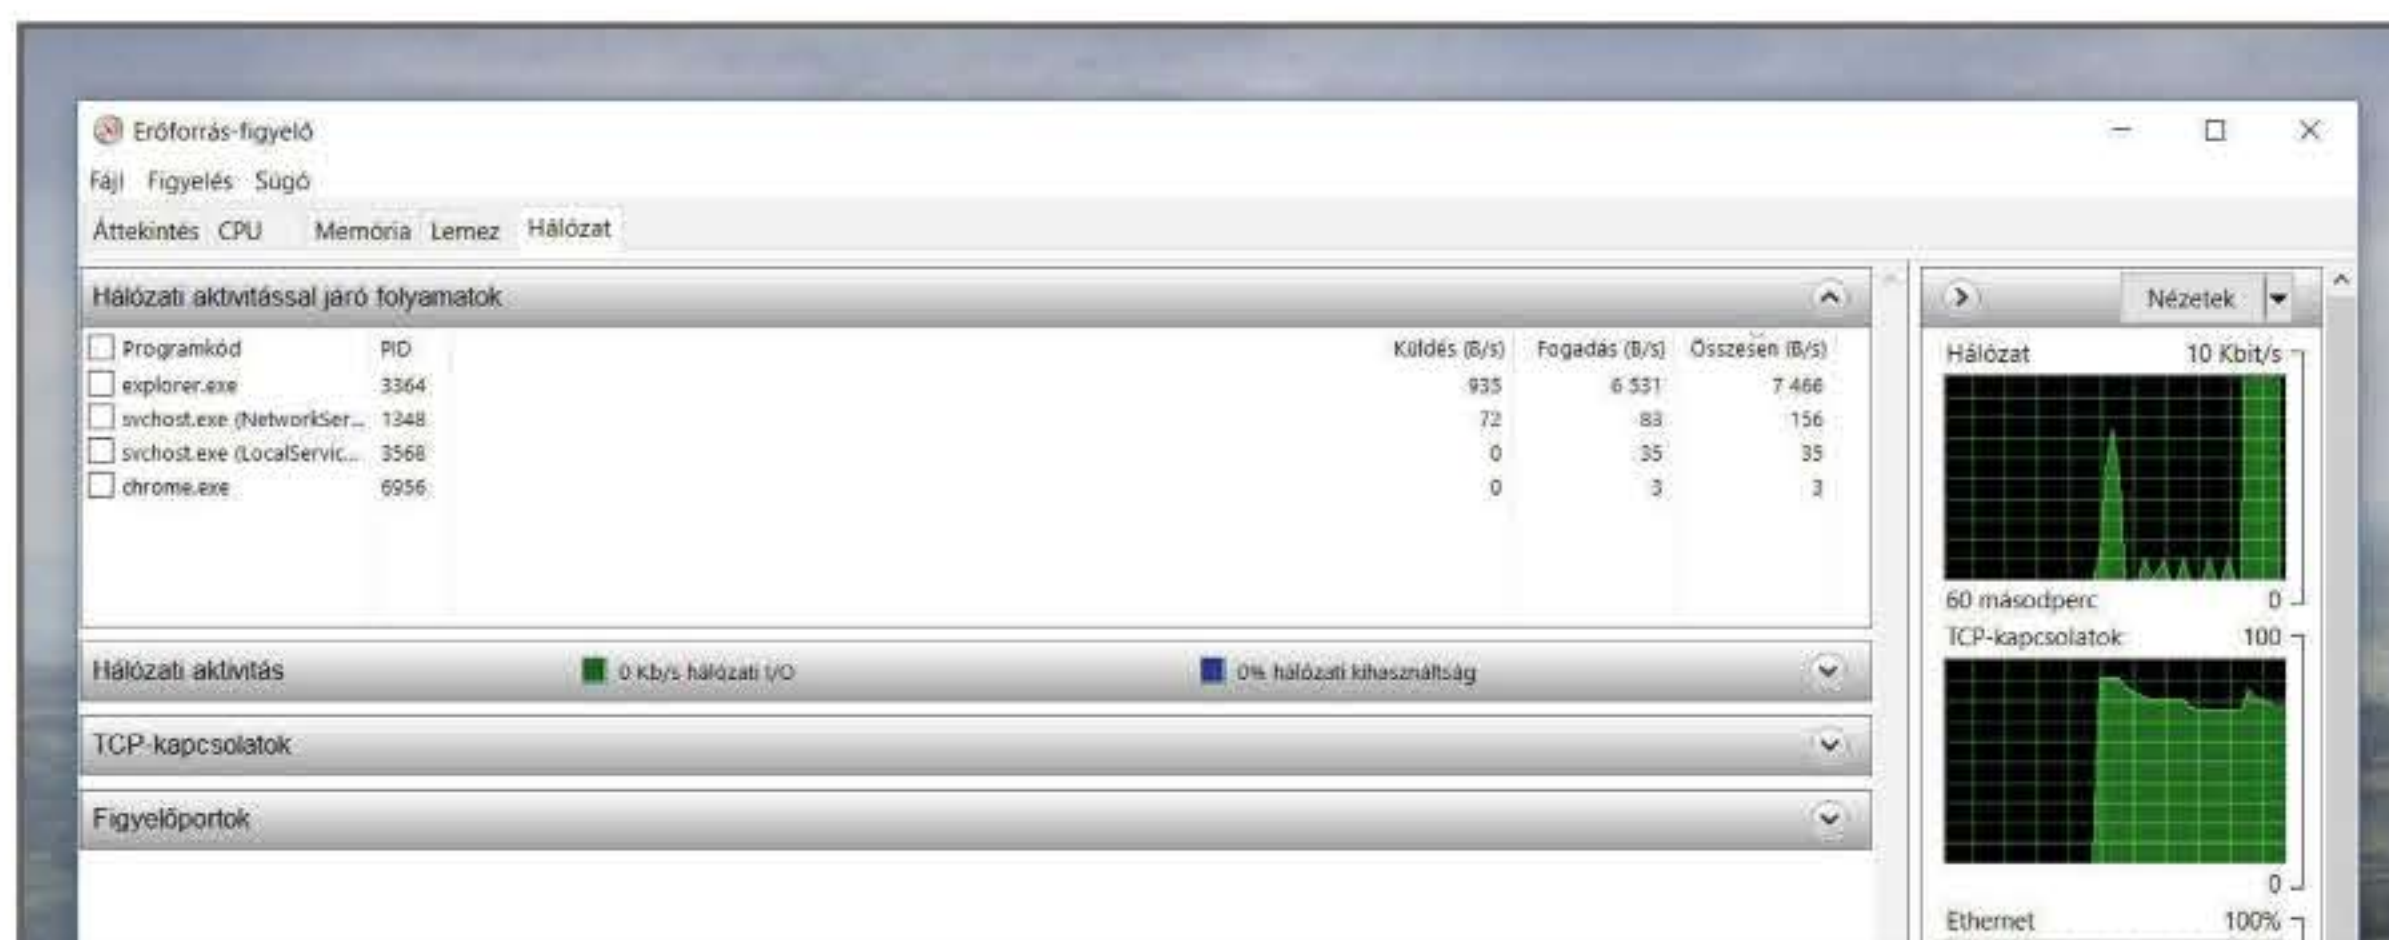 Erőforrás-figyelő
Fájl Figyelés Súgó
Áttekintés CPU Memória Lemez Hálózat
Hálózati aktivitással járó folyamatok
Programkód PID Küldés (B/s) Fogadás (B/s) Összesen (B/s)
explorer.exe 3364 935 6 531 7 466
svchost.exe (NetworkSer... 1348 72 83 156
svchost.exe (LocalServic... 3568 0 35 35
chrome.exe 6956 0 3 3
Hálózati aktivitás 0 Kb/s hálózati I/O 0% hálózati kihasználtság
TCP-kapcsolatok
Figyelőportok
Nézetek
Hálózat 10 Kbit/s
60 másodperc 0
TCP-kapcsolatok 100
0
Ethernet 100%